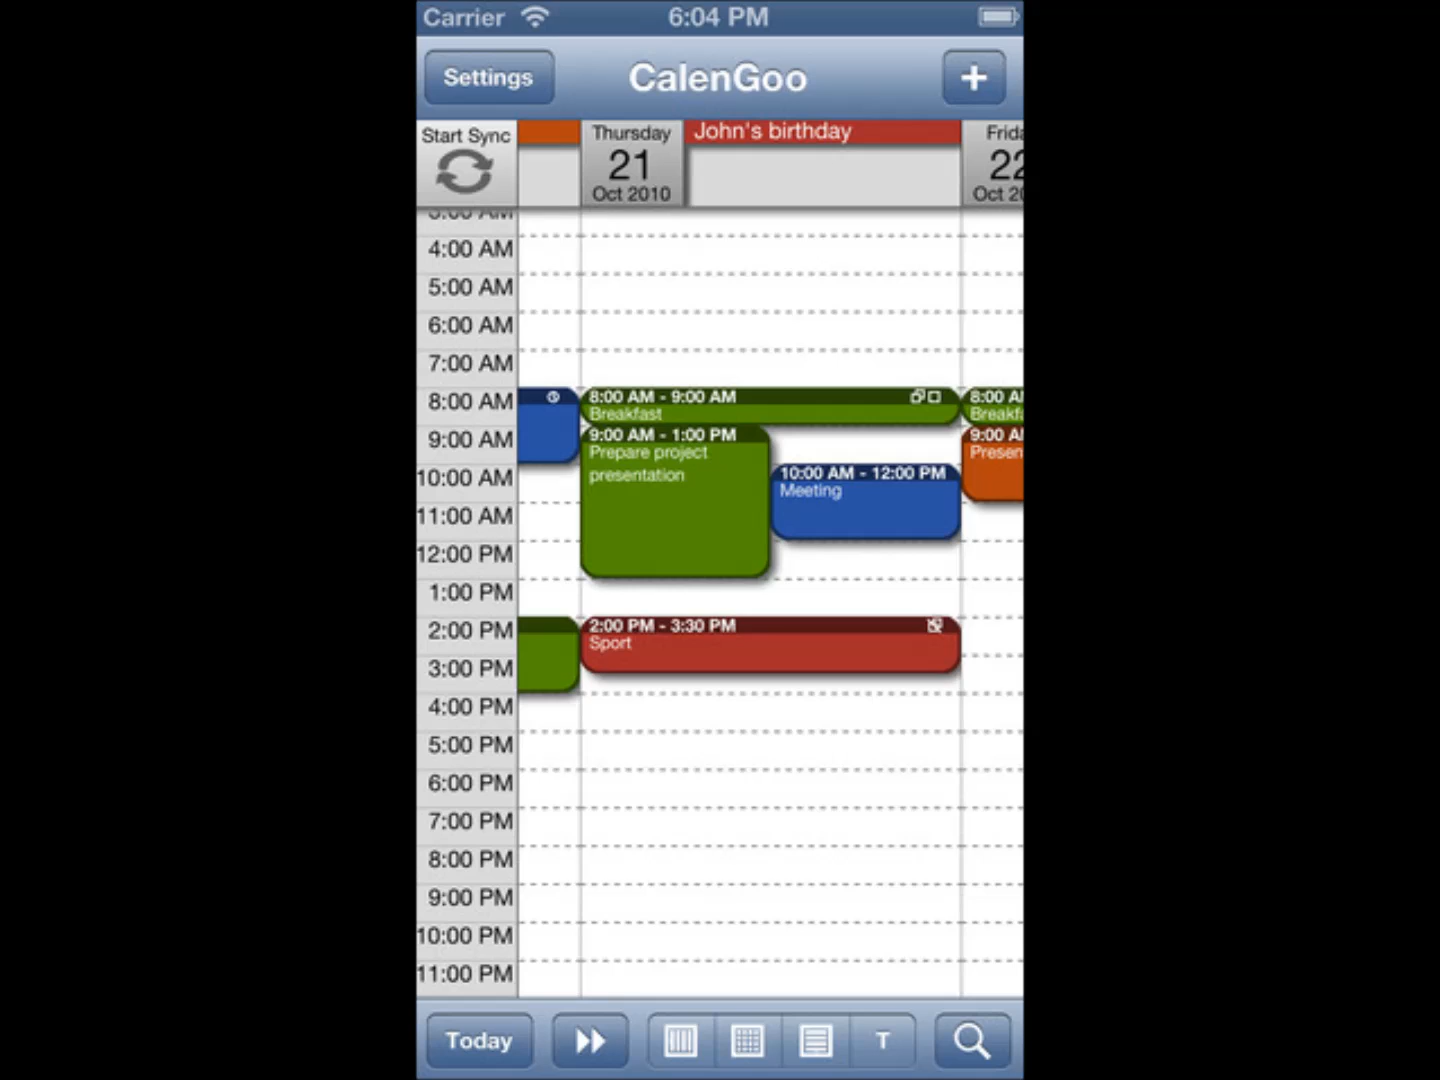 Carrier 6:04 PM
Settings CalenGoo +
Start Sync
Thursday
21
Oct 2010
John's birthday
22
4:00 AM
5:00 AM
6:00 AM
7:00 AM
8:00 AM
9:00 AM
10:00 AM
11:00 AM
12:00 PM
1:00 PM
2:00 PM
3:00 PM
4:00 PM
5:00 PM
6:00 PM
7:00 PM
8:00 PM
9:00 PM
10:00 PM
11:00 PM
8:00 AM - 9:00 AM
Breakfast
9:00 AM - 1:00 PM
Prepare project
presentation
10:00 AM - 12:00 PM
Meeting
2:00 PM - 3:30 PM
Sport
8:00
9:00
Today T